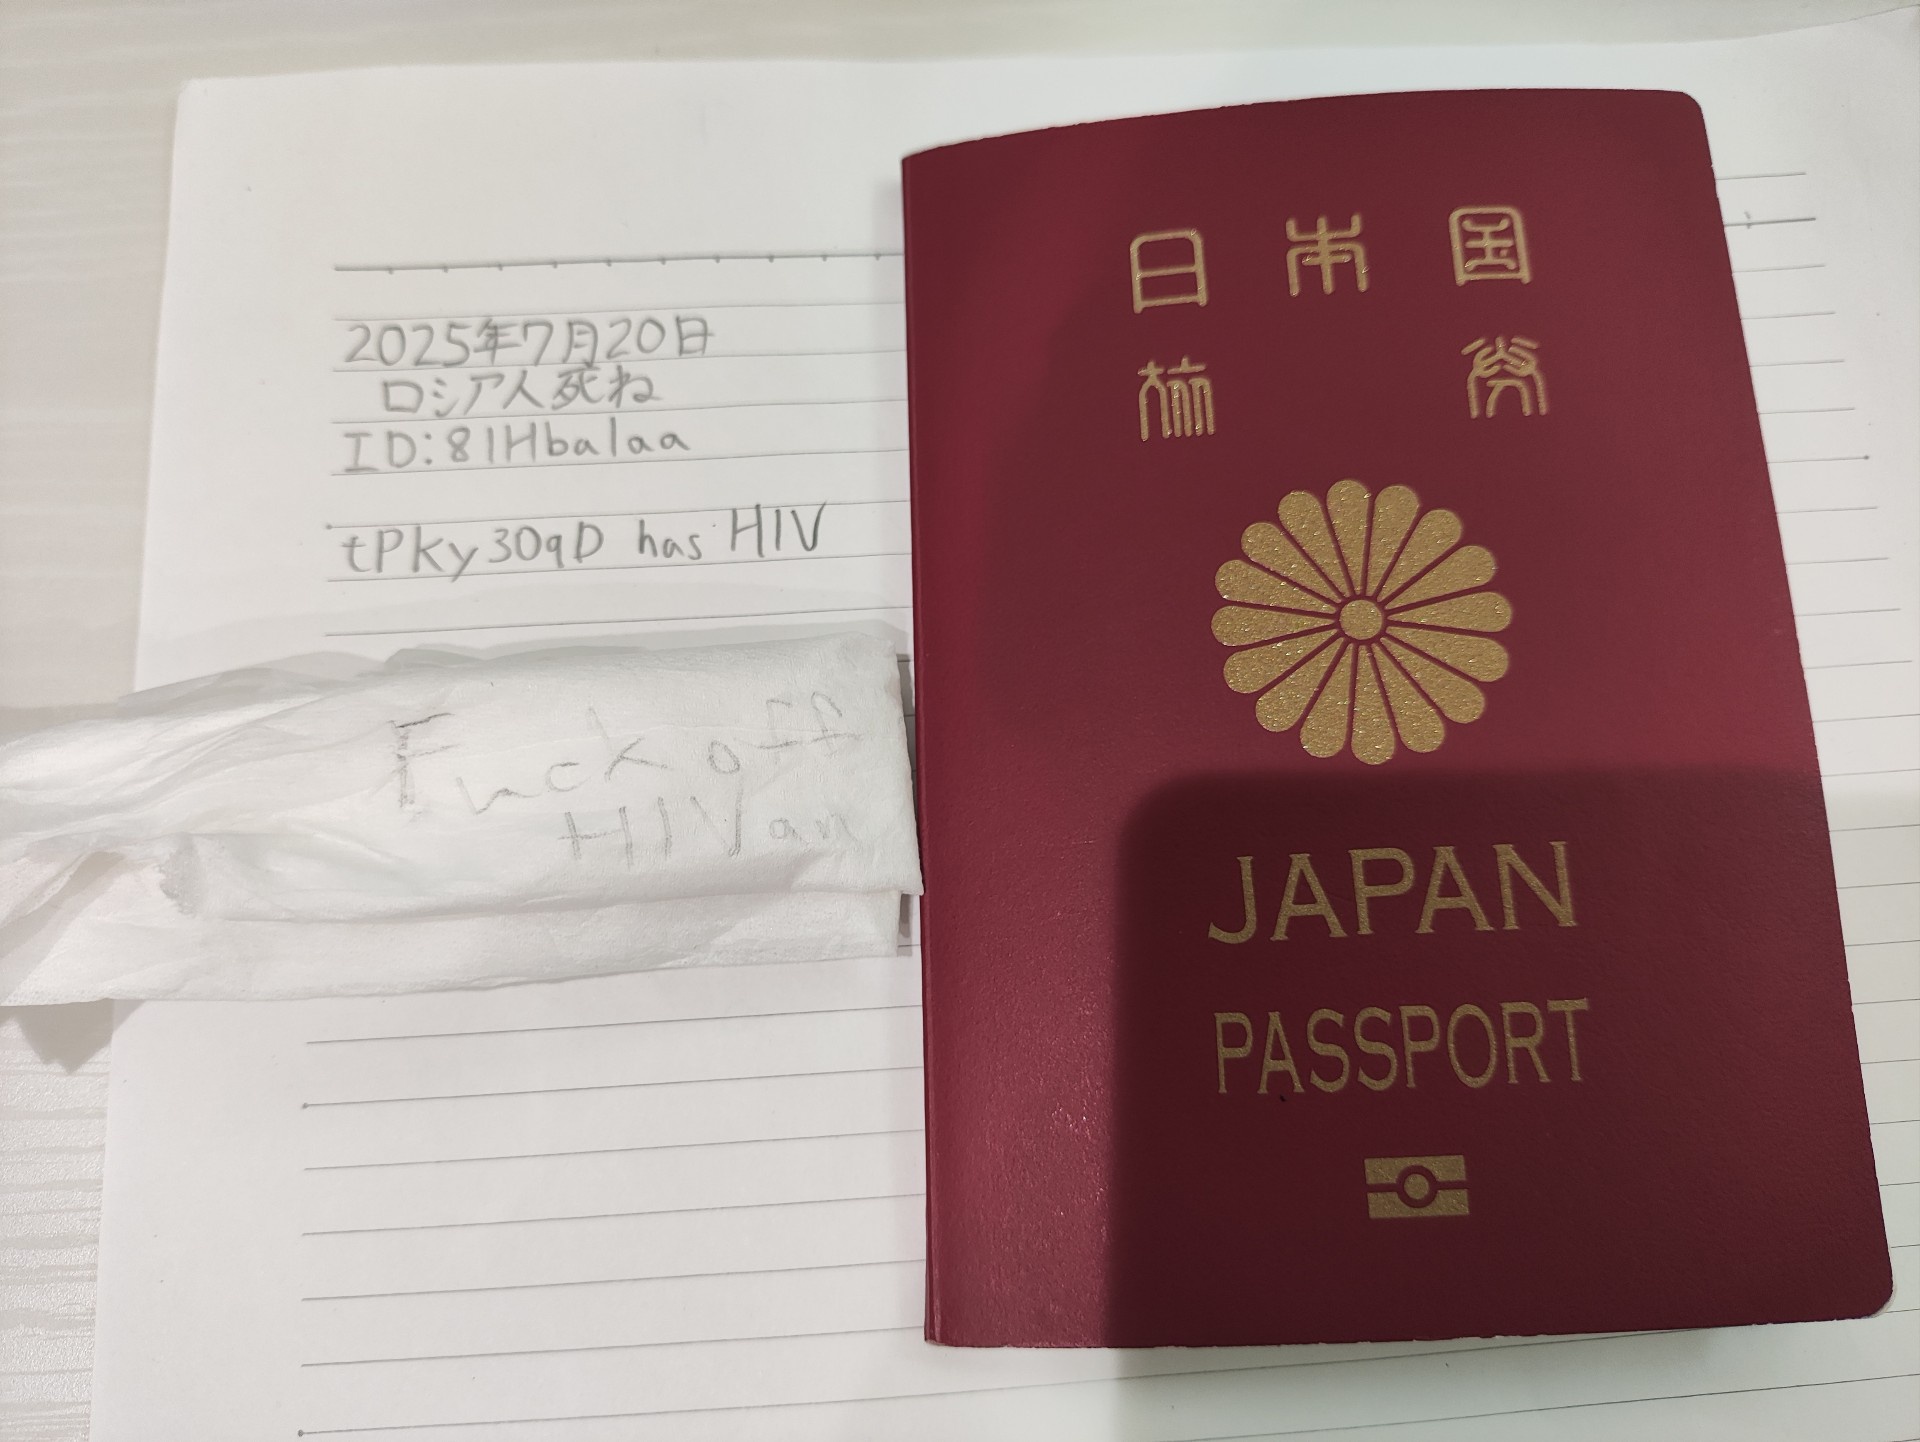 2025年7月20日
ロシア人死ね
ID:81Hbalaa
tPKy30qD has HIV
Fuck off
HIVan
日本国
旅券
JAPAN
PASSPORT